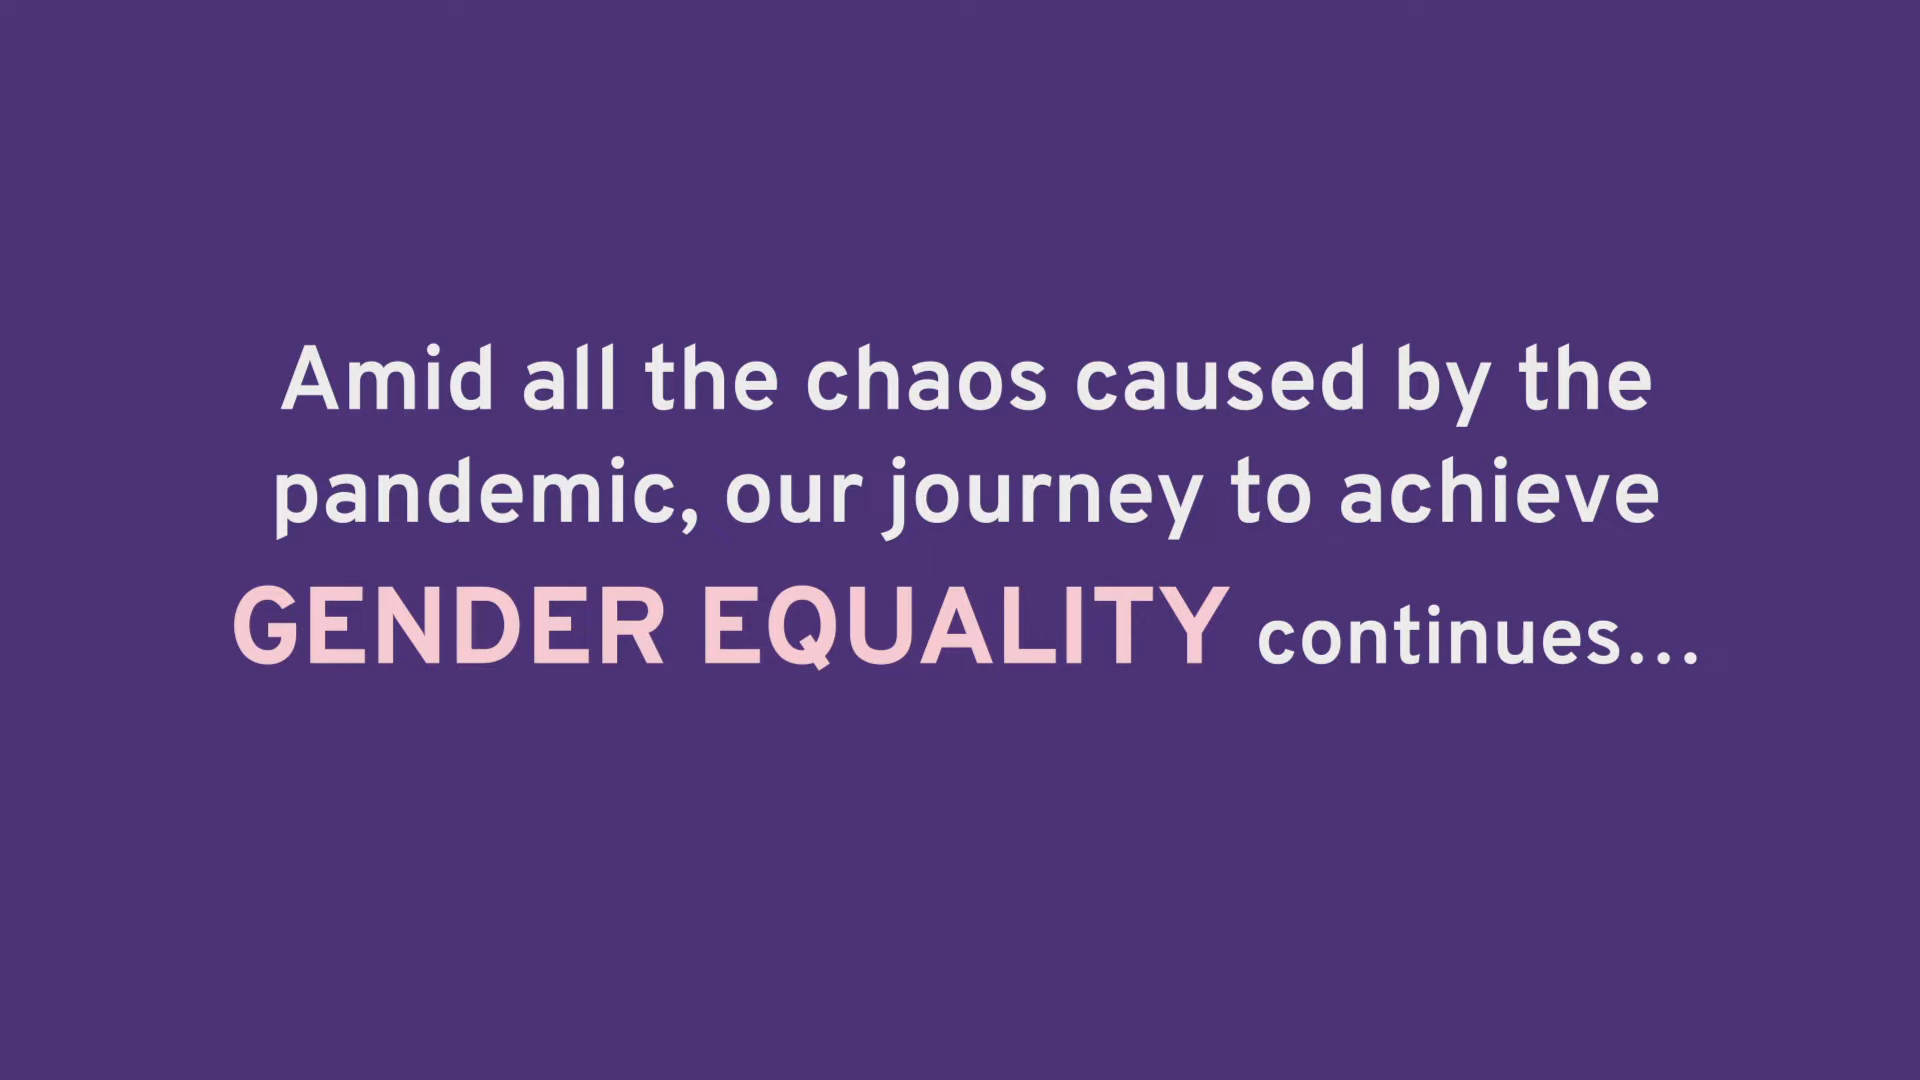 Amid all the chaos caused by the
pandemic, our journey to achieve
GENDER EQUALITY continues...